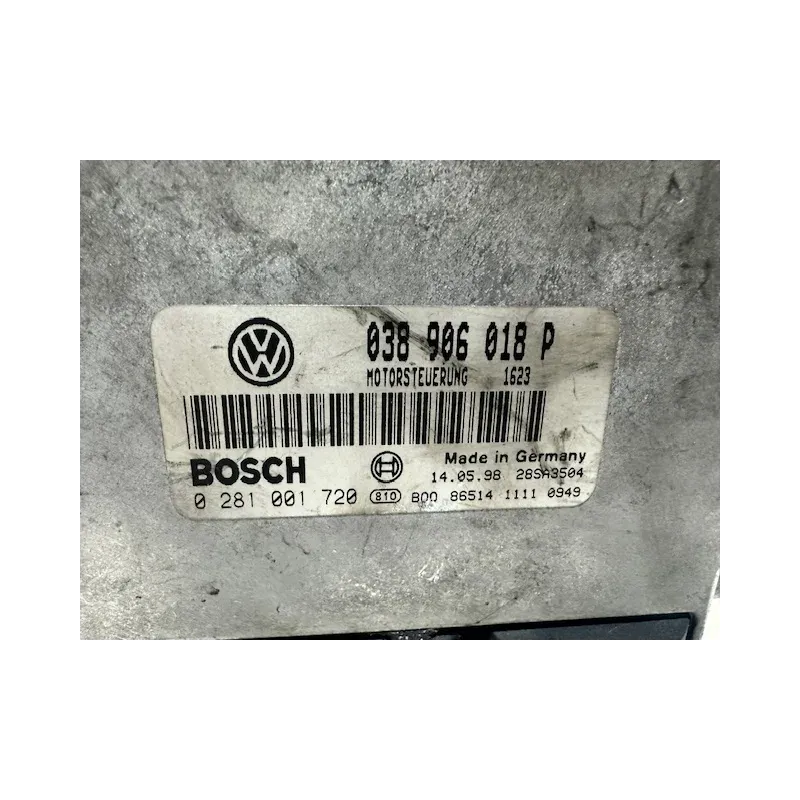 038 906 018 P
MOTORSTEUERUNG 1623
BOSCH
Made in Germany
14.05.98 28SA3504
0 281 001 720 810 B00 86514 1111 0949